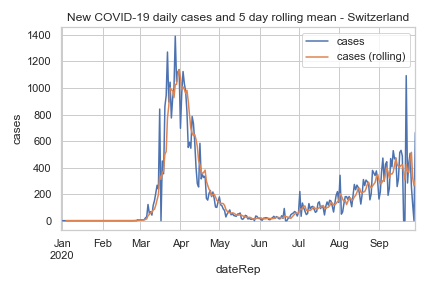 New COVID-19 daily cases and 5 day rolling mean - Switzerland
1400
1200
1000
800
600
400
200
0
cases
cases
cases (rolling)
Jan
2020
Feb
Mar
Apr
May
Jun
Jul
Aug
Sep
dateRep